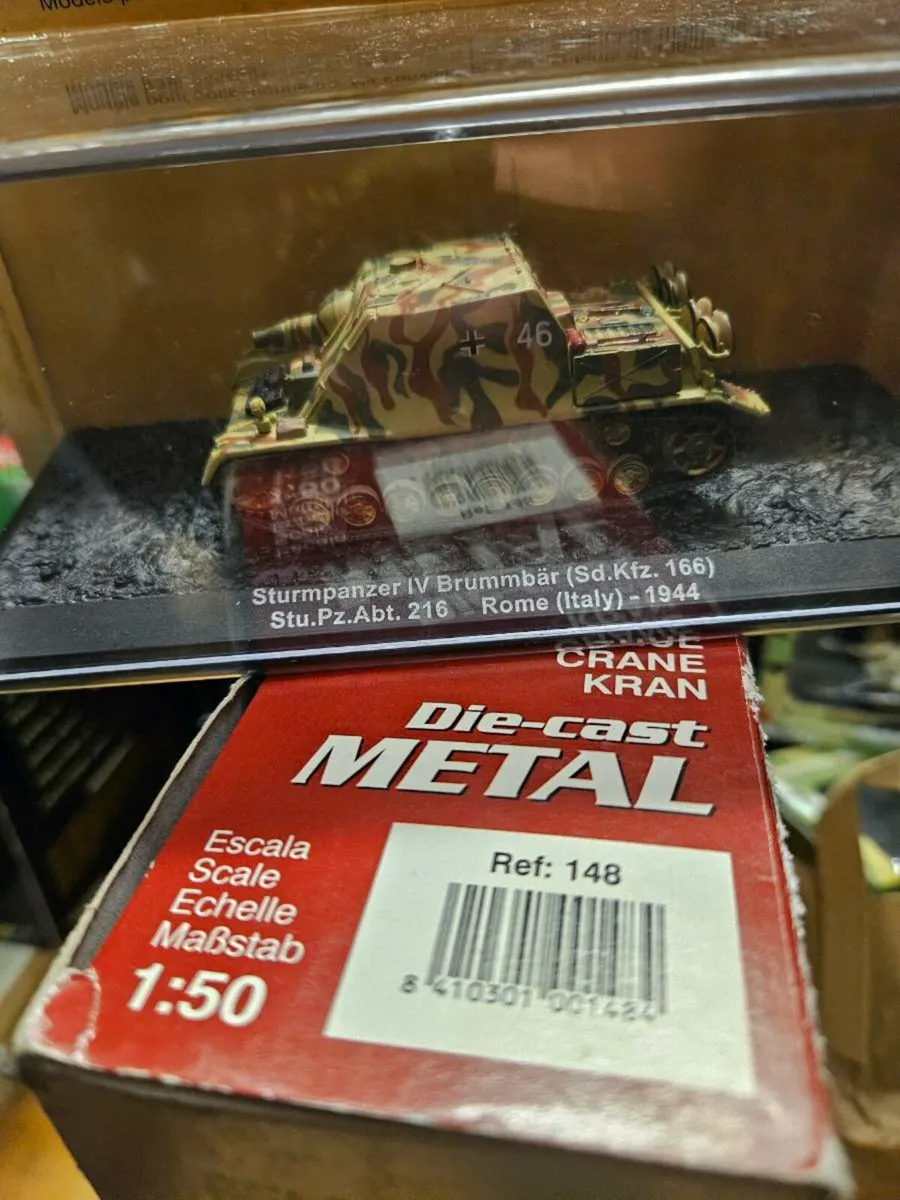 46
Sturmpanzer IV Brummbär (Sd.Kfz. 166)
Stu.Pz.Abt. 216 Rome (Italy) - 1944
CRANE
KRAN
Die-cast
METAL
Escala
Scale
Echelle
Maßstab
1:50
Ref: 148
8 410301 001484